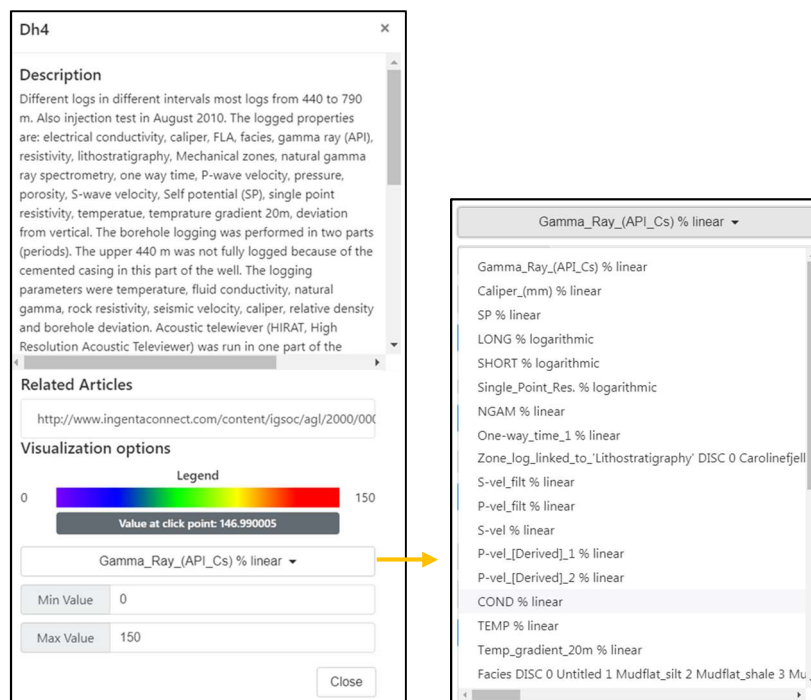 Dh4
×
Description
Different logs in different intervals most logs from 440 to 790
m. Also injection test in August 2010. The logged properties
are: electrical conductivity, caliper, FLA, facies, gamma ray (API),
resistivity, lithostratigraphy, Mechanical zones, natural gamma
ray spectrometry, one way time, P-wave velocity, pressure,
porosity, S-wave velocity, Self potential (SP), single point
resistivity, temperatue, temprature gradient 20m, deviation
from vertical. The borehole logging was performed in two parts
(periods). The upper 440 m was not fully logged because of the
cemented casing in this part of the well. The logging
parameters were temperature, fluid conductivity, natural
gamma, rock resistivity, seismic velocity, caliper, relative density
and borehole deviation. Acoustic telewiever (HIRAT, High
Resolution Acoustic Televiewer) was run in one part of the
Related Articles
http://www.ingentaconnect.com/content/igsoc/agl/2000/000
Visualization options
Legend
0 150
Value at click point: 146.990005
Gamma_Ray_(API_Cs) % linear
Min Value 0
Max Value 150
Close
Gamma_Ray_(API_Cs) % linear
Gamma_Ray_(API_Cs) % linear
Caliper_(mm) % linear
SP % linear
LONG % logarithmic
SHORT % logarithmic
Single_Point_Res. % logarithmic
NGAM % linear
One-way_time_1 % linear
Zone_log_linked_to_'Lithostratigraphy' DISC 0 Carolinefjell
S-vel_filt % linear
P-vel_filt % linear
S-vel % linear
P-vel_[Derived]_1 % linear
P-vel_[Derived]_2 % linear
COND % linear
TEMP % linear
Temp_gradient_20m % linear
Facies DISC 0 Untitled 1 Mudflat_silt 2 Mudflat_shale 3 Mu